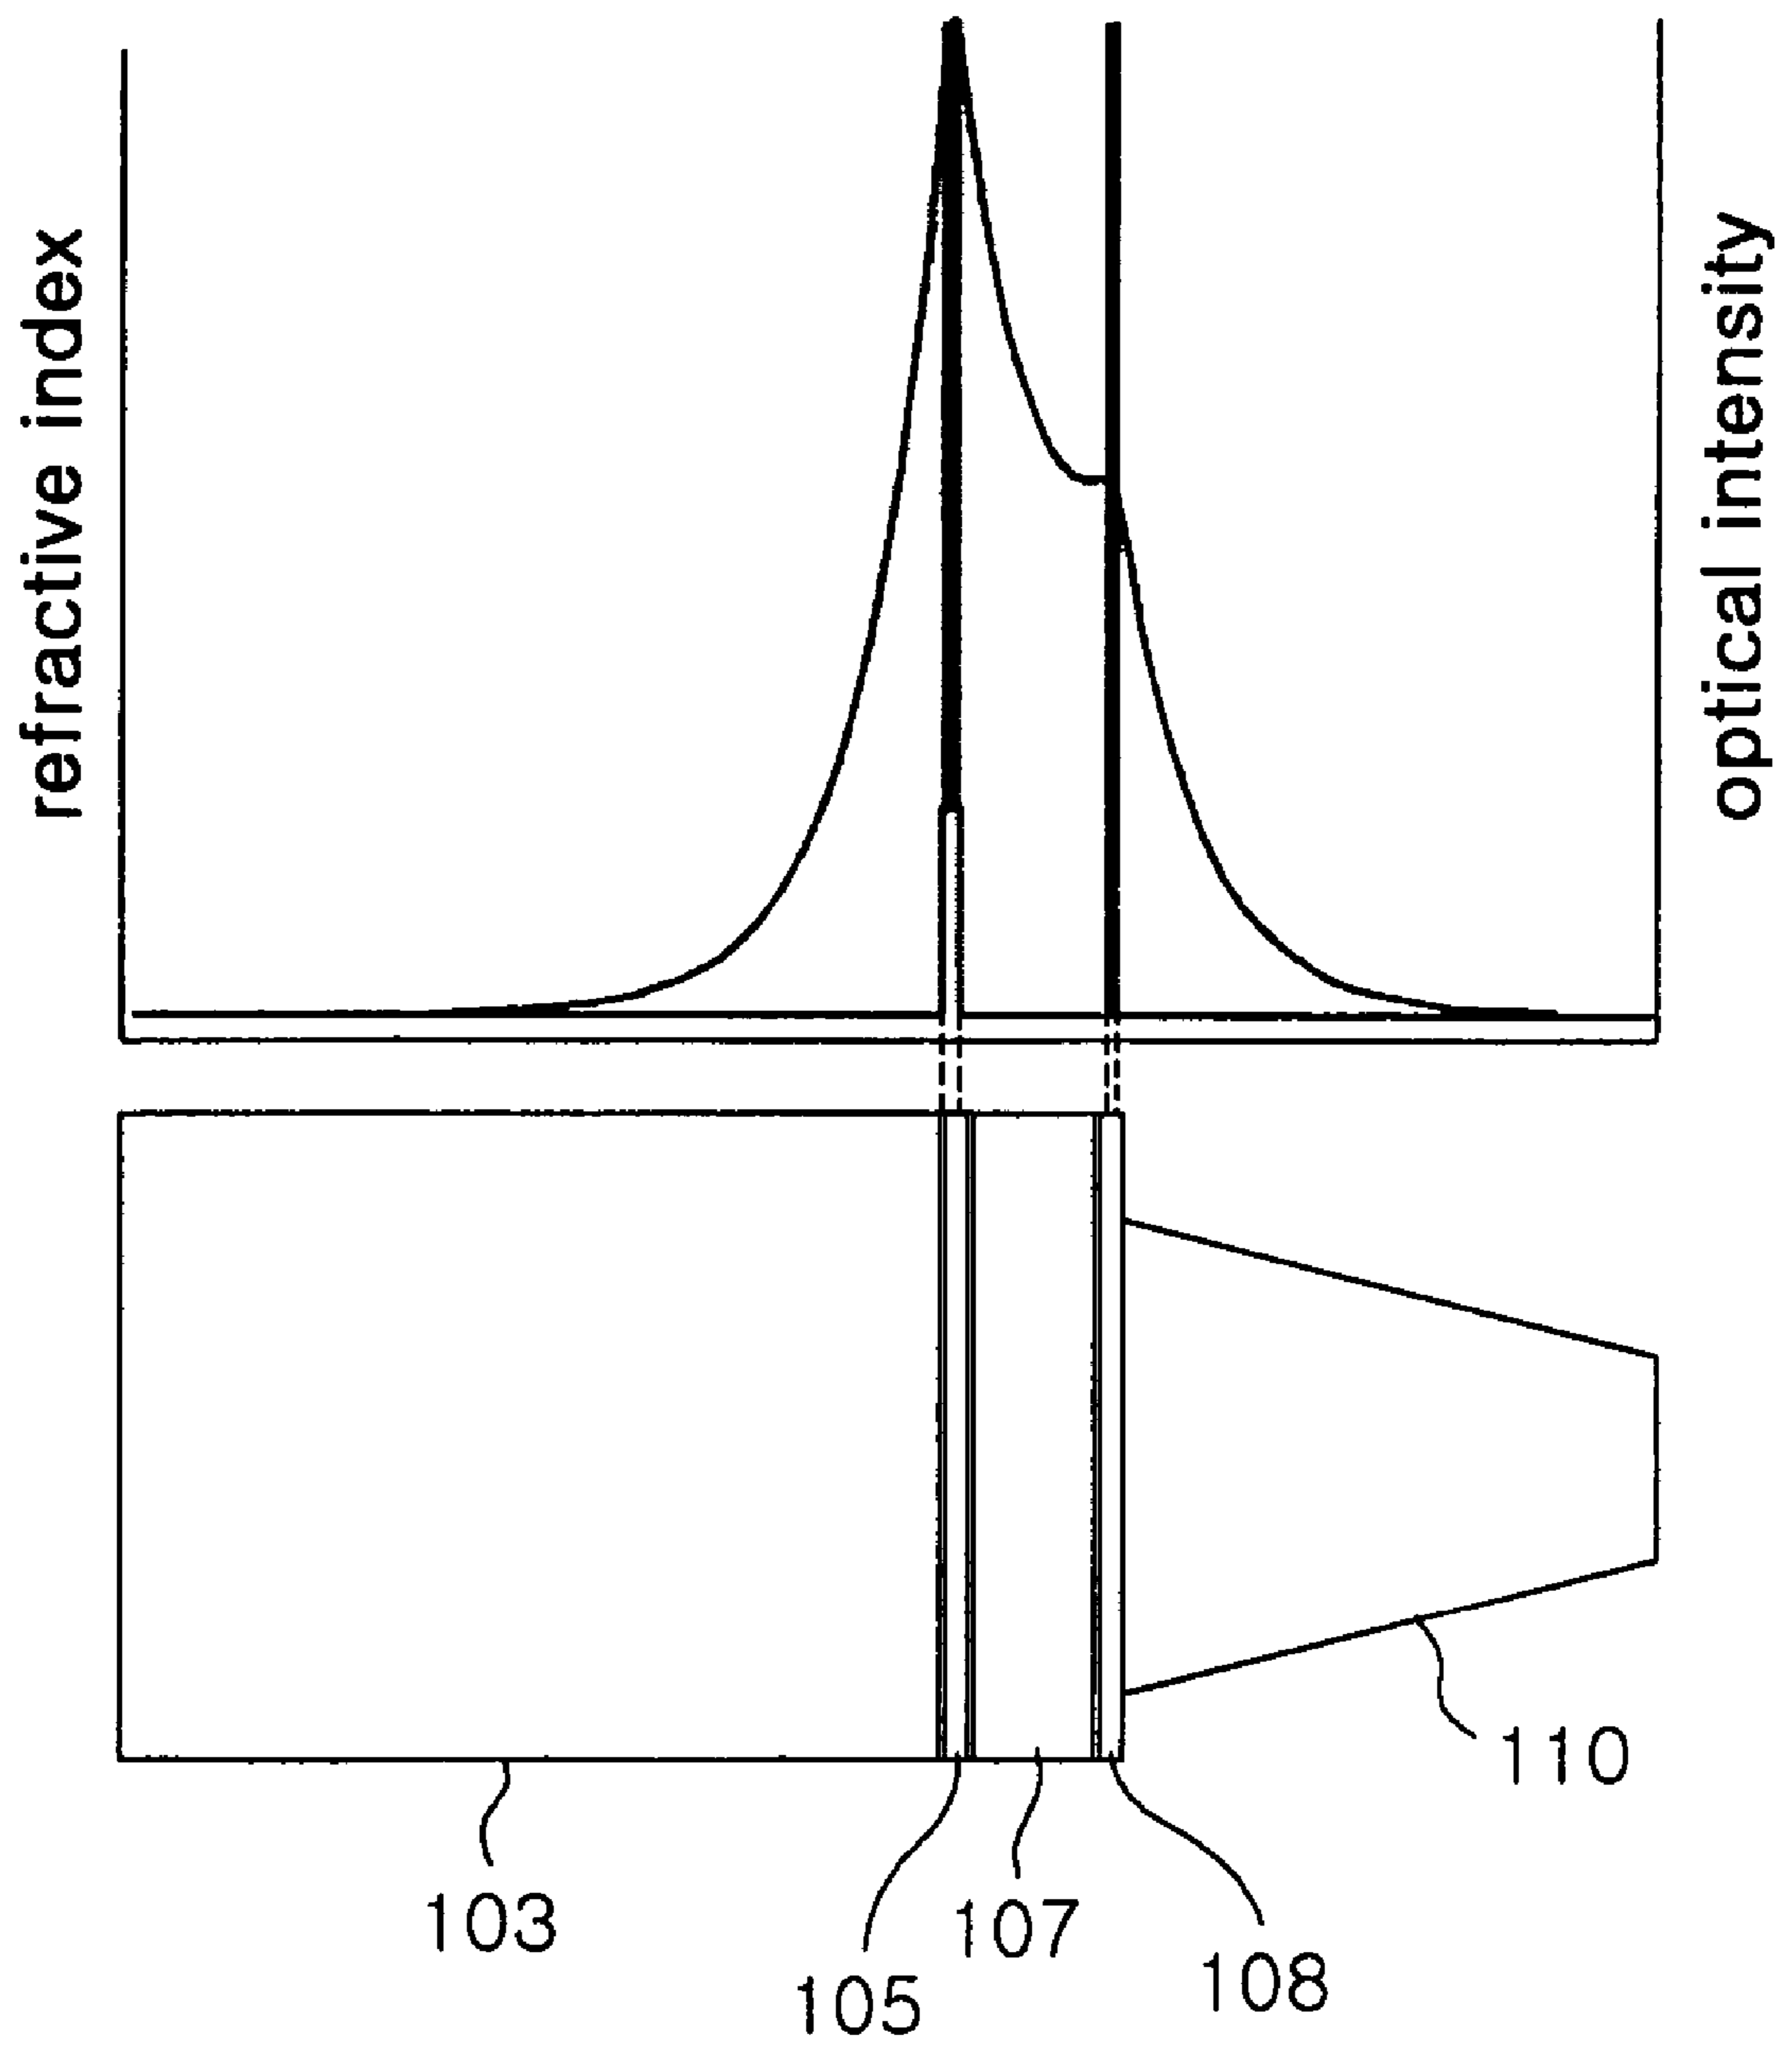 refractive index
optical intensity
110
103
107
108
105